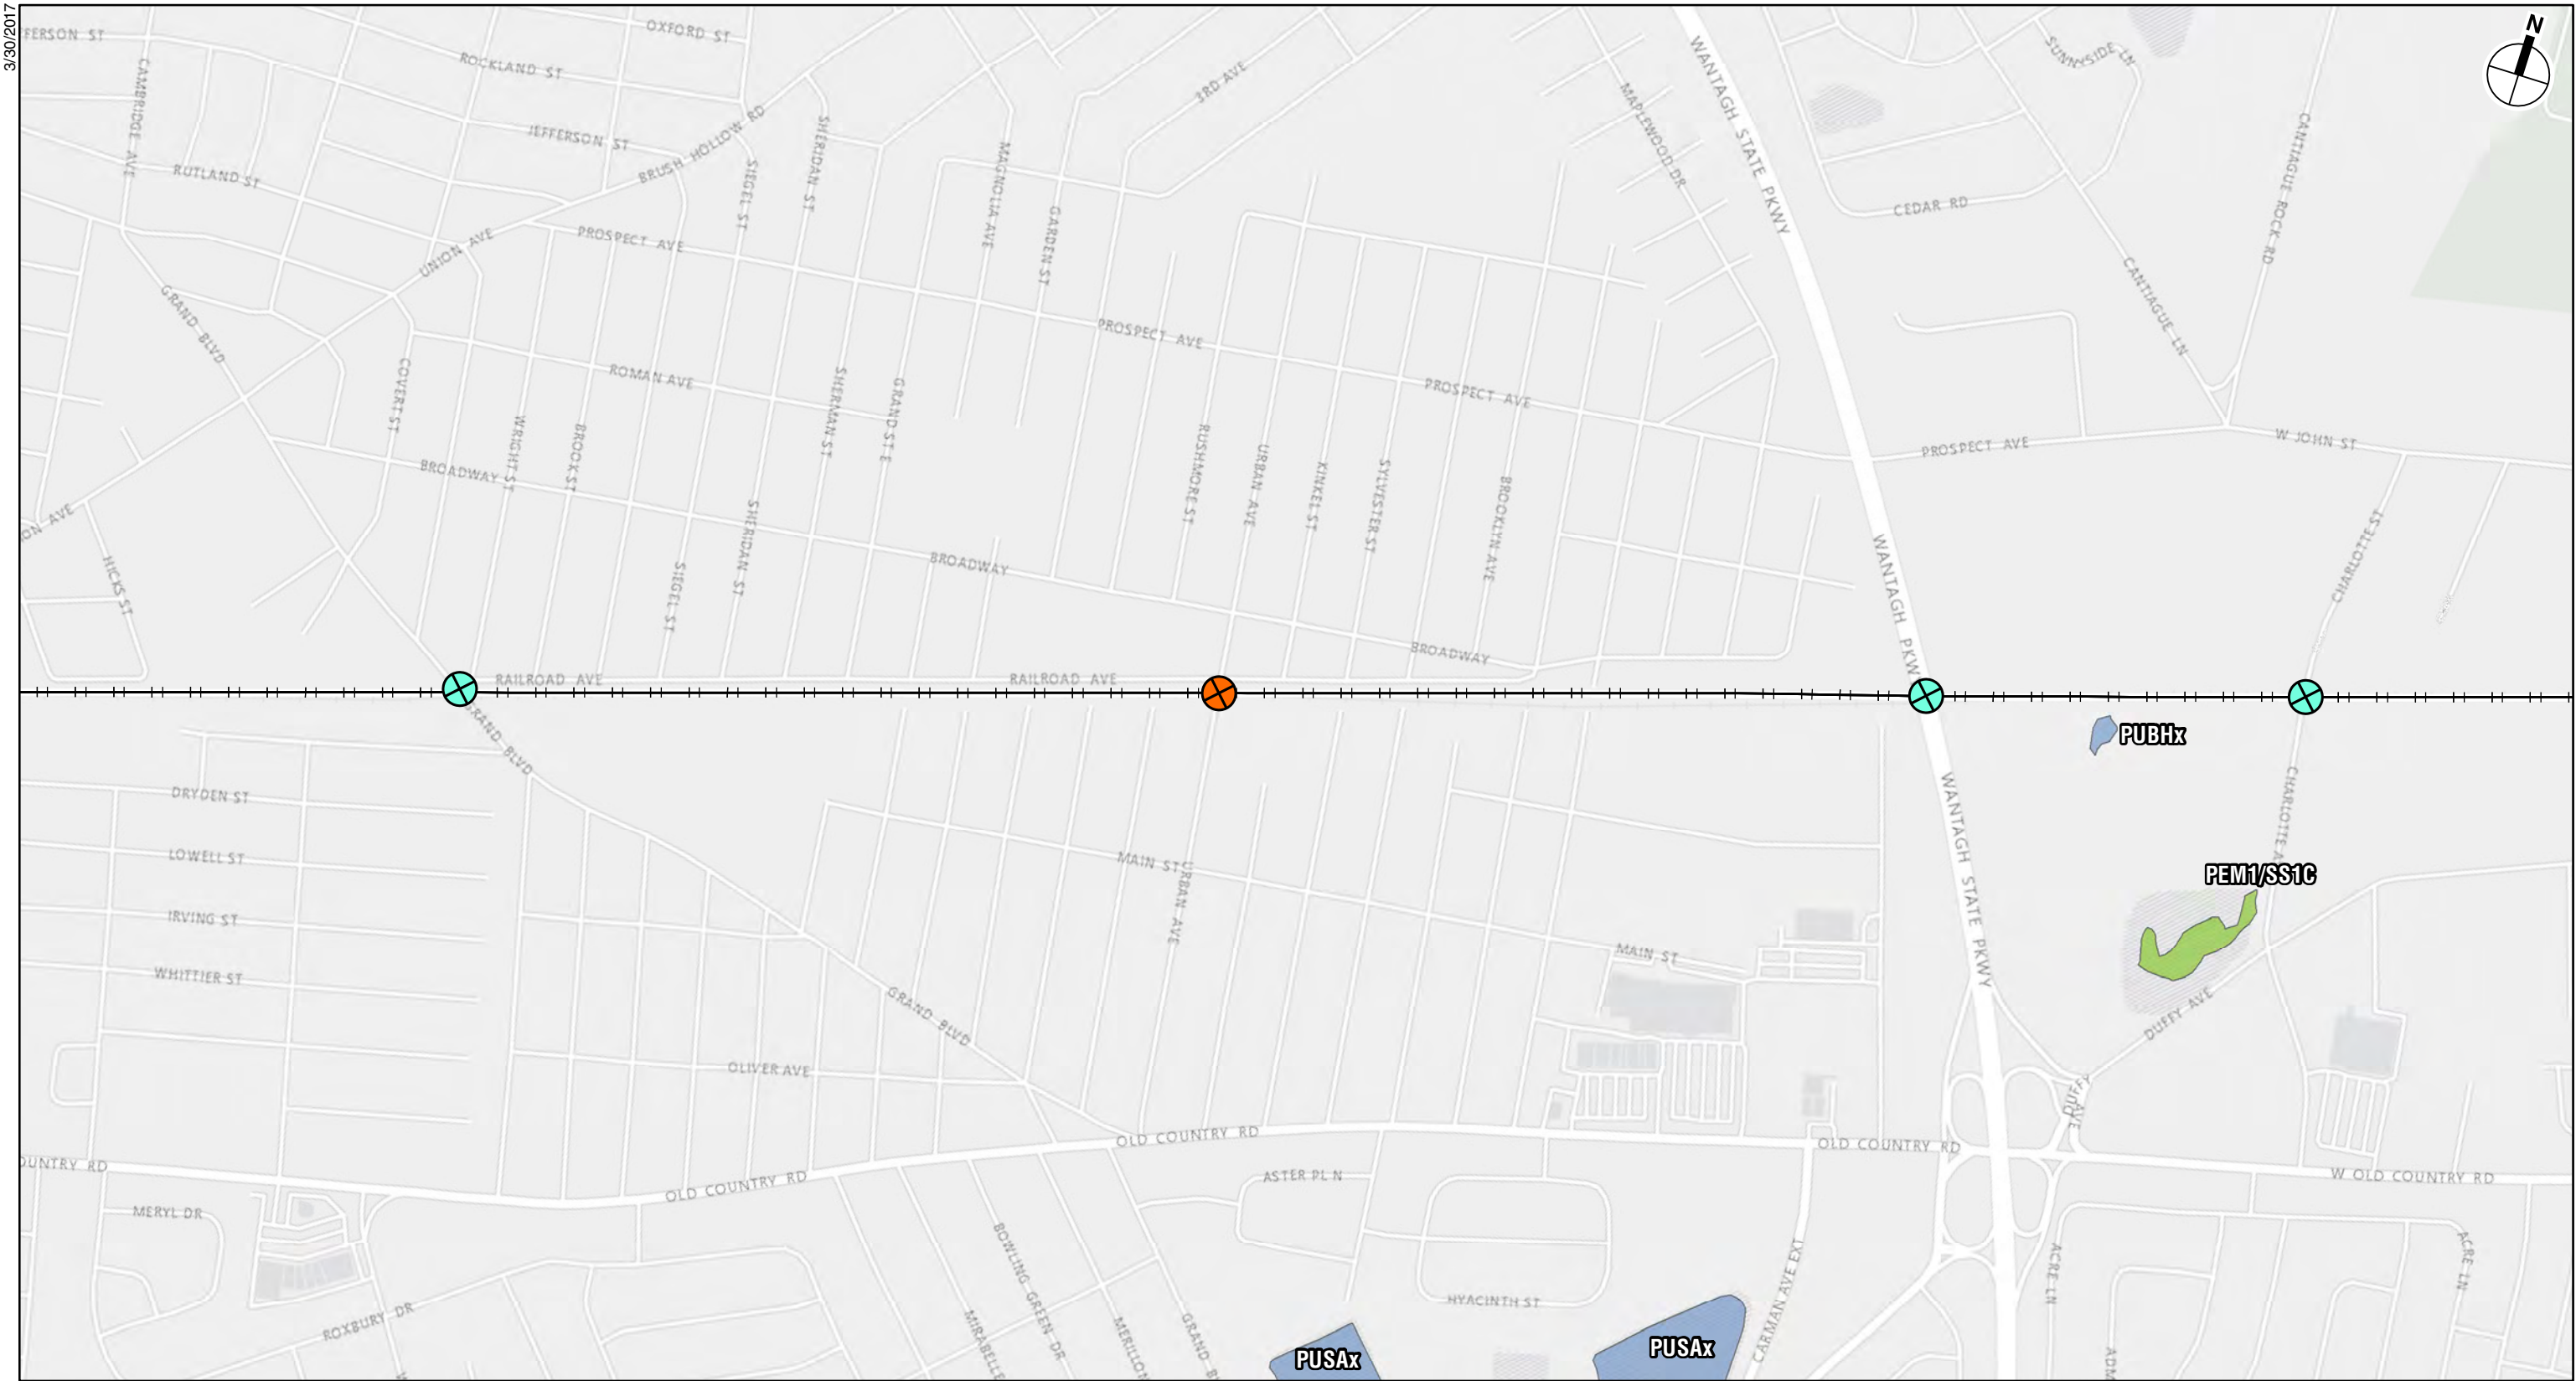 3/30/2017
N
FERSON ST
OXFORD ST
ROCKLAND ST
CAMBRIDGE AVE
JEFFERSON ST
BRUSH HOLLOW RD
RUTLAND ST
SIEGEL ST
SHERIDAN ST
MAGNOLIA AVE
GARDEN ST
3RD AVE
MAPLEWOOD DR
WANTAGH STATE PKWY
SUNNYSIDE LN
CANTIAGUE ROCK RD
CEDAR RD
CANTIAGUE LN
UNION AVE
PROSPECT AVE
GRAND BLVD
PROSPECT AVE
PROSPECT AVE
PROSPECT AVE
W JOHN ST
COVERT ST
ROMAN AVE
WRIGHT ST
BROOK ST
SHERMAN ST
GRAND ST E
RUSHMORE ST
URBAN AVE
KINKEL ST
SYLVESTER ST
BROOKLYN AVE
BROADWAY
ON AVE
HICKS ST
SIEGEL ST
SHERIDAN ST
BROADWAY
BROADWAY
WANTAGH PKWY
CHARLOTTE ST
RAILROAD AVE
RAILROAD AVE
GRAND BLVD
PUBHx
CHARLOTTE A
DRYDEN ST
LOWELL ST
IRVING ST
WHITTIER ST
MAIN ST
URBAN AVE
MAIN ST
WANTAGH STATE PKWY
PEM1/SS1C
DUFFY AVE
DUFFY AVE
GRAND BLVD
OLIVER AVE
OUNTRY RD
OLD COUNTRY RD
OLD COUNTRY RD
OLD COUNTRY RD
W OLD COUNTRY RD
MERYL DR
ASTER PL N
BOWLING GREEN DR
ROXBURY DR
MIRABELLE
MERILLON
GRAND B
HYACINTH ST
CARMAN AVE EXT
ACRE LN
ACRE LN
ADM
PUSAx
PUSAx